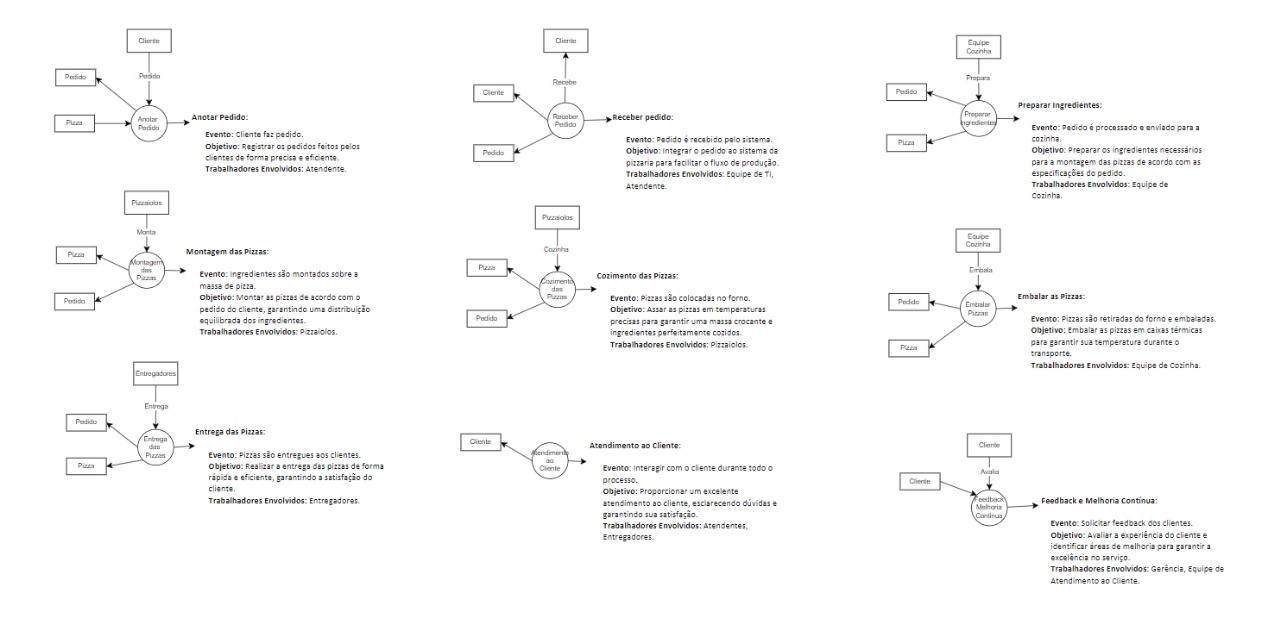 Cliente
Pedido
Pedido
Pizza
Anotar
Pedido
Anotar Pedido:
Evento: Cliente faz pedido.
Objetivo: Registrar os pedidos feitos pelos
clientes de forma precisa e eficiente.
Trabalhadores Envolvidos: Atendente.
Cliente
Recebe
Cliente
Pedido
Receber
Pedido
Receber pedido:
Evento: Pedido é recebido pelo sistema.
Objetivo: Integrar o pedido ao sistema da
pizzaria para facilitar o fluxo de produção.
Trabalhadores Envolvidos: Equipe de TI,
Atendente.
Equipe
Cozinha
Prepara
Pedido
Pizza
Preparar
Ingredientes
Preparar Ingredientes:
Evento: Pedido é processado e enviado para a
cozinha.
Objetivo: Preparar os ingredientes necessários
para a montagem das pizzas de acordo com as
especificações do pedido.
Trabalhadores Envolvidos: Equipe de
Cozinha.
Pizzaiolos
Monta
Pizza
Pedido
Montagem
das
Pizzas
Montagem das Pizzas:
Evento: Ingredientes são montados sobre a
massa de pizza.
Objetivo: Montar as pizzas de acordo com o
pedido do cliente, garantindo uma distribuição
equilibrada dos ingredientes.
Trabalhadores Envolvidos: Pizzaiolos.
Pizzaiolos
Cozinha
Pizza
Pedido
Cozimento
das
Pizzas
Cozimento das Pizzas:
Evento: Pizzas são colocadas no forno.
Objetivo: Assar as pizzas em temperaturas
precisas para garantir uma massa crocante e
ingredientes perfeitamente cozidos.
Trabalhadores Envolvidos: Pizzaiolos.
Equipe
Cozinha
Embala
Pedido
Pizza
Embalar
Pizzas
Embalar as Pizzas:
Evento: Pizzas são retiradas do forno e embaladas.
Objetivo: Embalar as pizzas em caixas térmicas
para garantir sua temperatura durante o
transporte.
Trabalhadores Envolvidos: Equipe de Cozinha.
Entregadores
Entrega
Pedido
Pizza
Entrega
das
Pizzas
Entrega das Pizzas:
Evento: Pizzas são entregues aos clientes.
Objetivo: Realizar a entrega das pizzas de forma
rápida e eficiente, garantindo a satisfação do
cliente.
Trabalhadores Envolvidos: Entregadores.
Cliente
Atendimento
ao
Cliente
Atendimento ao Cliente:
Evento: Interagir com o cliente durante todo o
processo.
Objetivo: Proporcionar um excelente
atendimento ao cliente, esclarecendo dúvidas e
garantindo sua satisfação.
Trabalhadores Envolvidos: Atendentes,
Entregadores.
Cliente
Avalia
Cliente
Feedback
Melhoria
Contínua
Feedback e Melhoria Contínua:
Evento: Solicitar feedback dos clientes.
Objetivo: Avaliar a experiência do cliente e
identificar áreas de melhoria para garantir a
excelência no serviço.
Trabalhadores Envolvidos: Gerência, Equipe de
Atendimento ao Cliente.